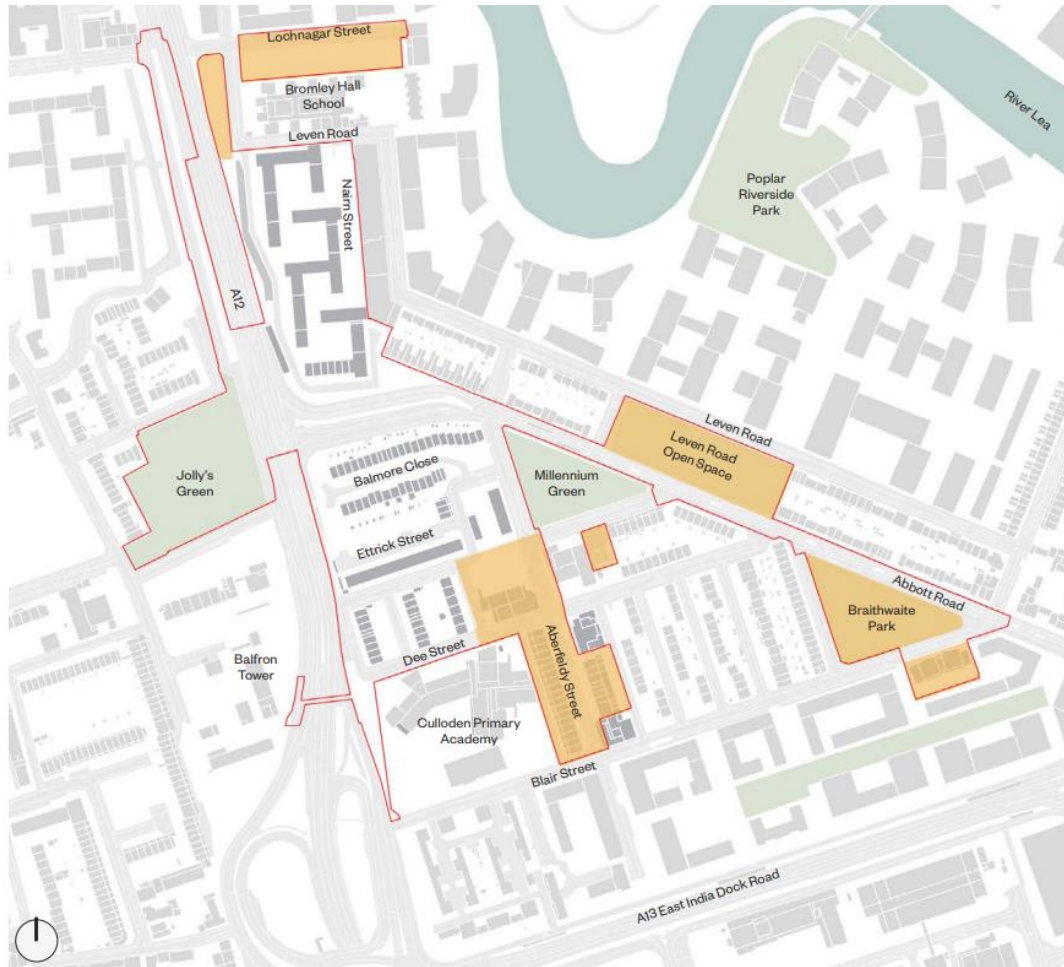 Lochnagar Street
Bromley Hall
School
Leven Road
Nairn Street
A12
River Lea
Poplar
Riverside
Park
Leven Road
Leven Road
Open Space
Jolly's
Green
Balmore Close
Millennium
Green
Ettrick Street
Abbott Road
Braithwaite
Park
Aberfeldy Street
Dee Street
Balfron
Tower
Culloden Primary
Academy
Blair Street
A13 East India Dock Road